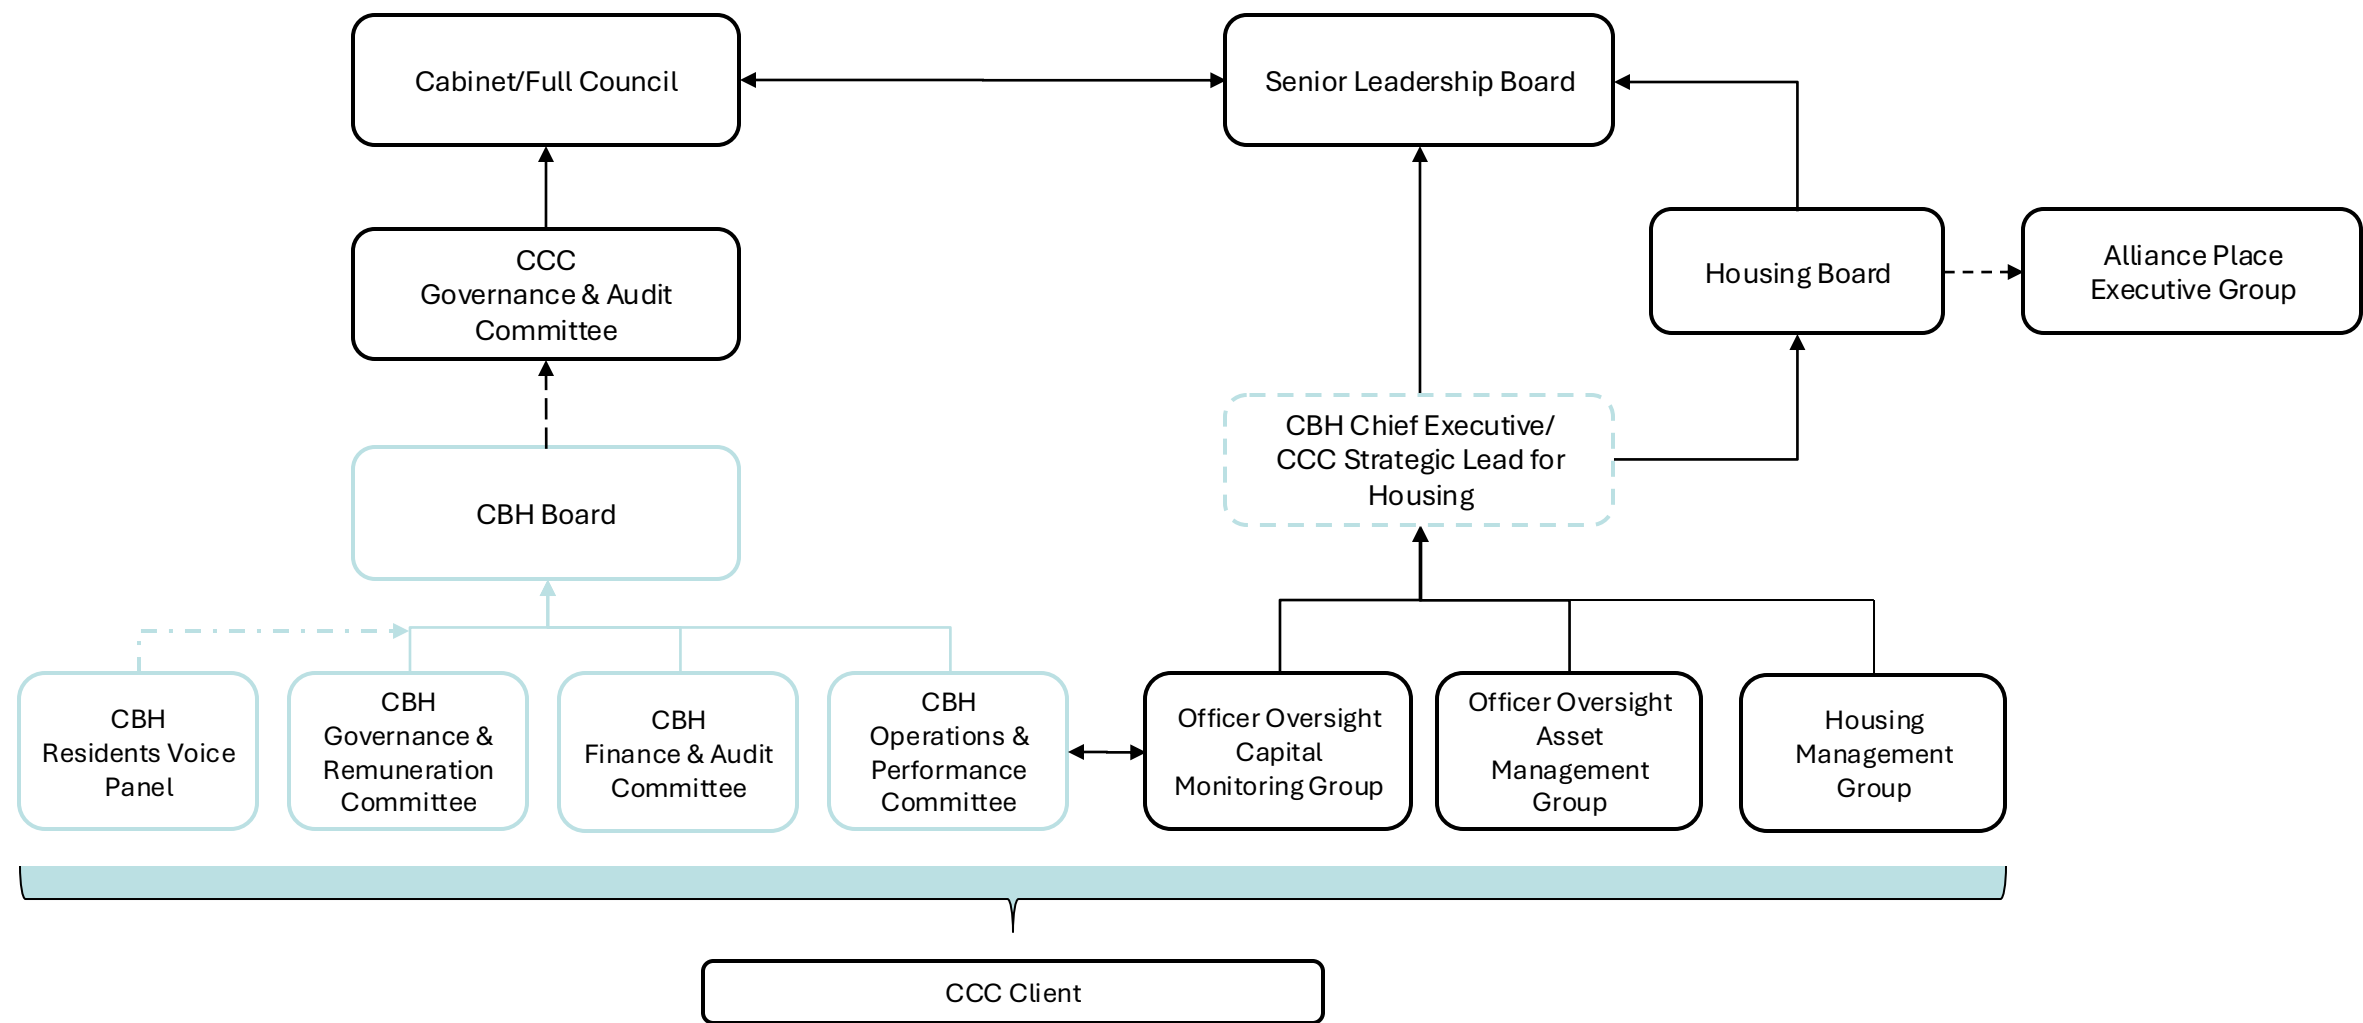 Cabinet/Full Council
Senior Leadership Board
CCC
Governance & Audit
Committee
Housing Board
Alliance Place
Executive Group
CBH Board
CBH Chief Executive/
CCC Strategic Lead for
Housing
CBH
Residents Voice
Panel
CBH
Governance &
Remuneration
Committee
CBH
Finance & Audit
Committee
CBH
Operations &
Performance
Committee
Officer Oversight
Capital
Monitoring Group
Officer Oversight
Asset
Management
Group
Housing
Management
Group
CCC Client